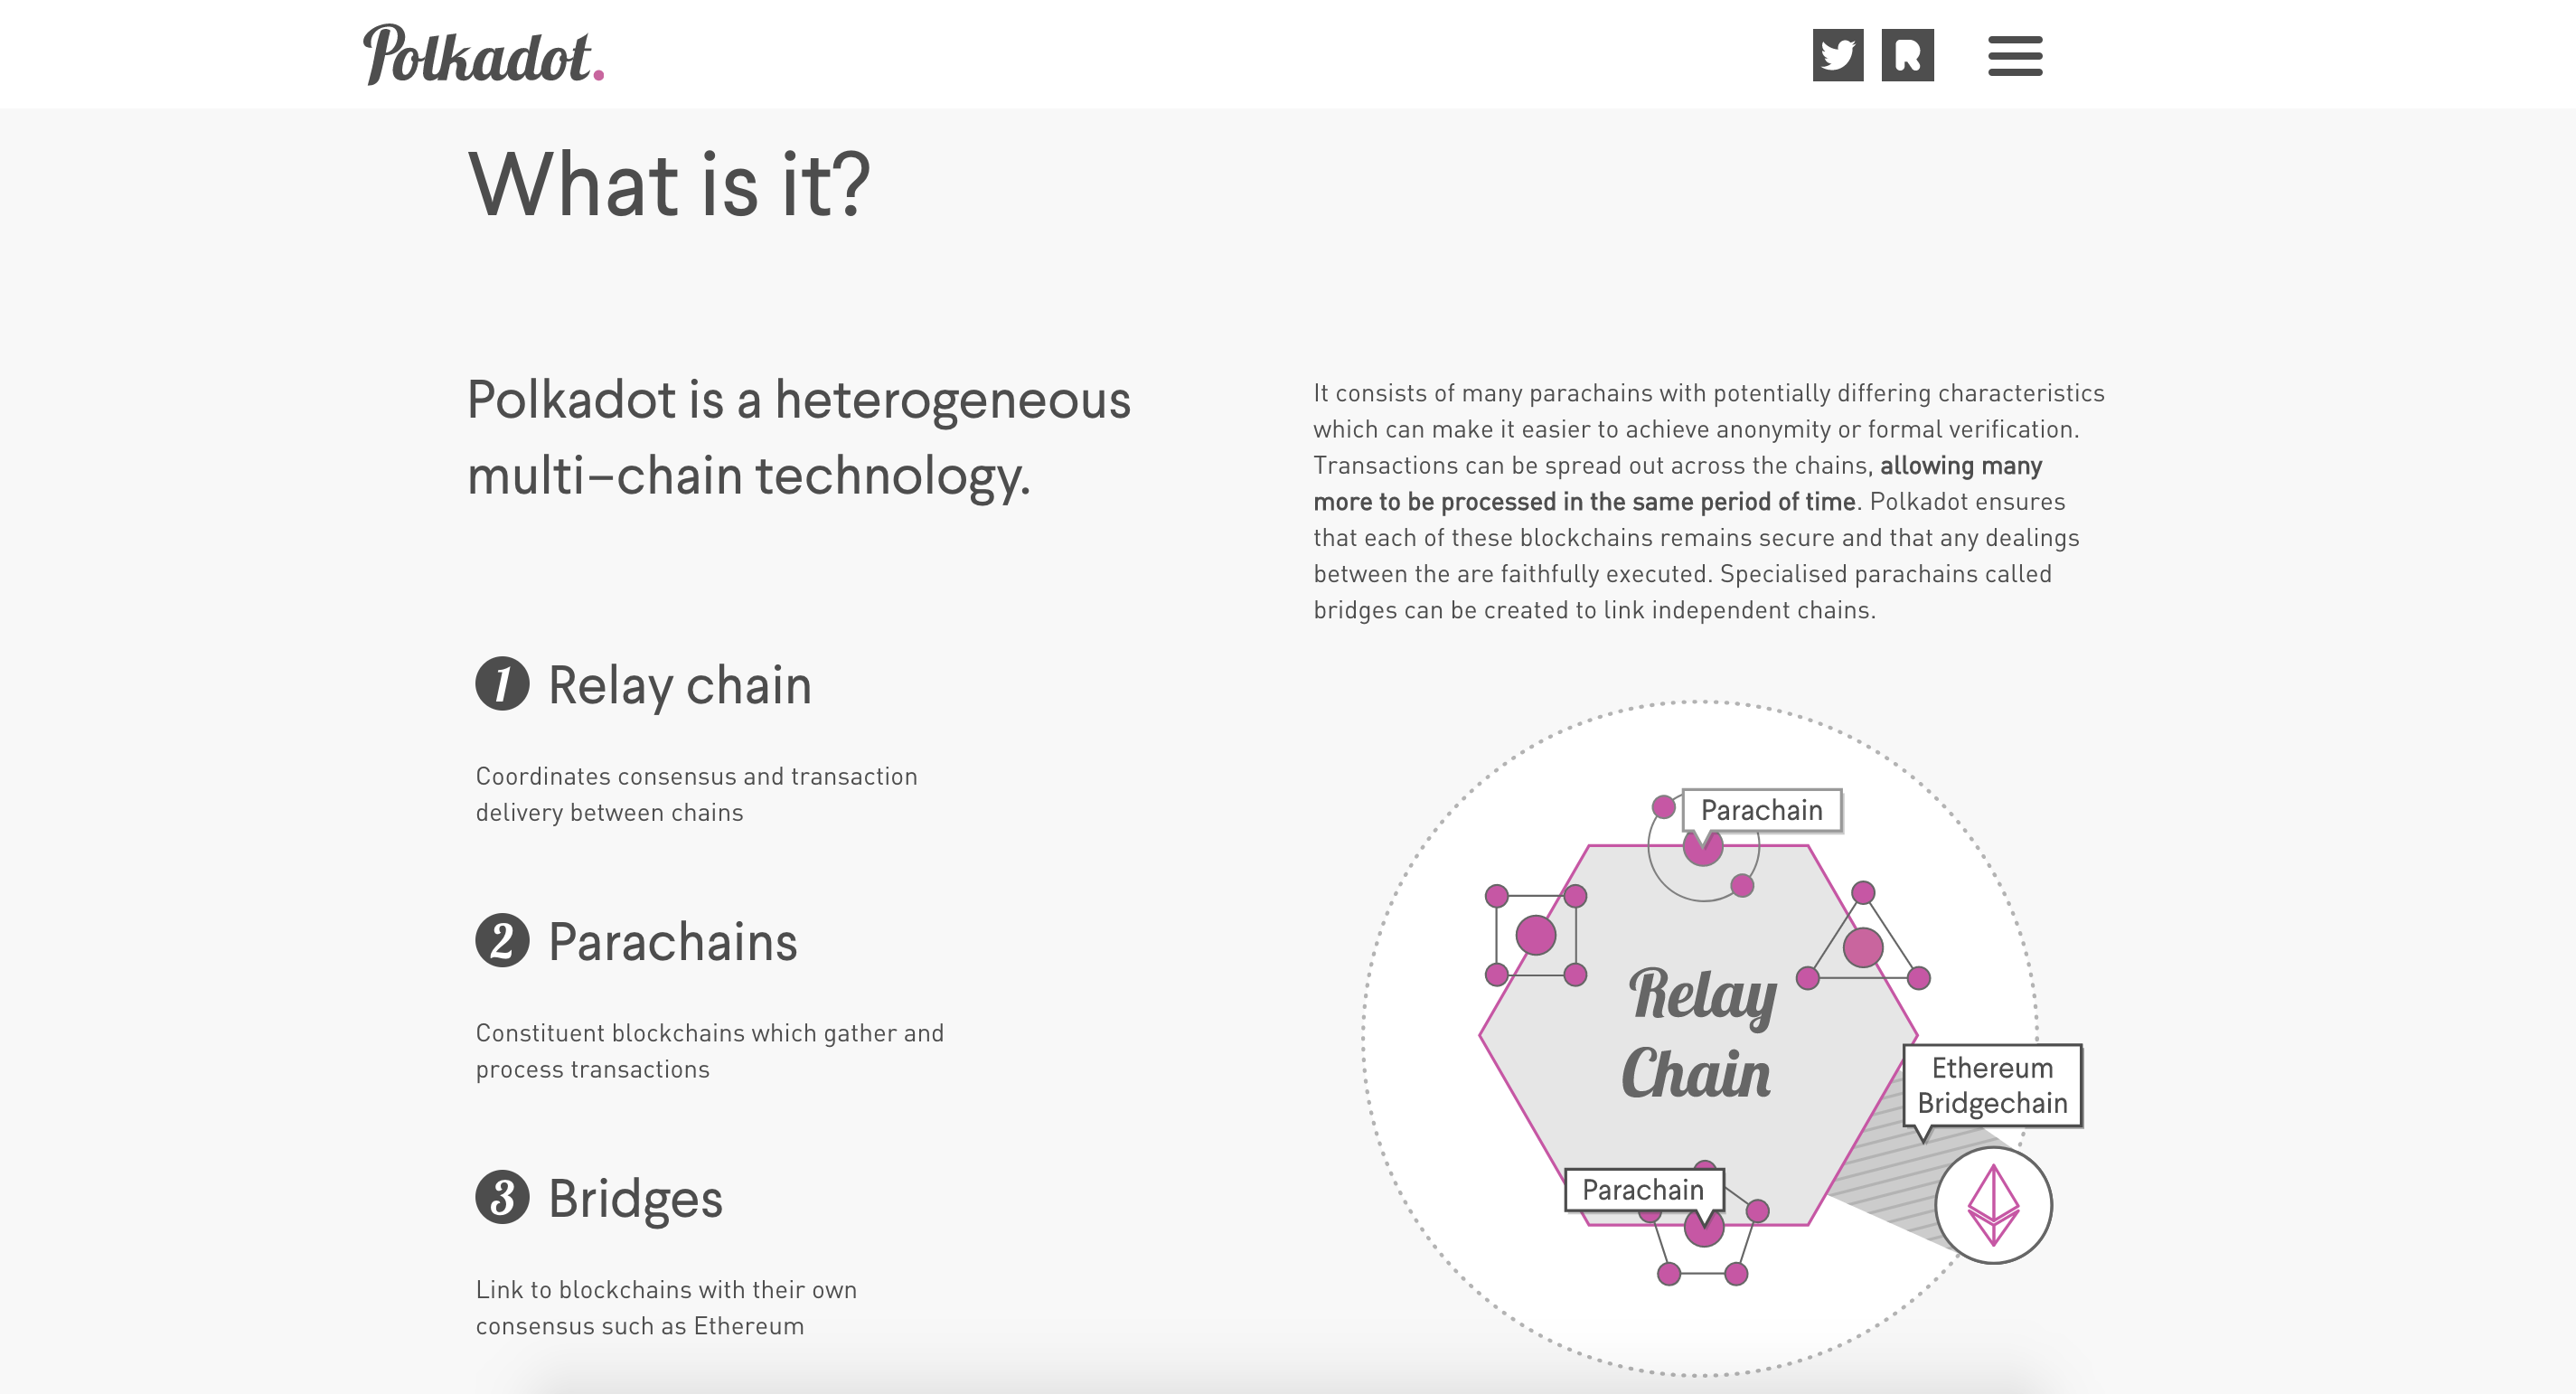 Polkadot.
What is it?
Polkadot is a heterogeneous
multi–chain technology.
It consists of many parachains with potentially differing characteristics
which can make it easier to achieve anonymity or formal verification.
Transactions can be spread out across the chains, allowing many
more to be processed in the same period of time. Polkadot ensures
that each of these blockchains remains secure and that any dealings
between the are faithfully executed. Specialised parachains called
bridges can be created to link independent chains.
1 Relay chain
Coordinates consensus and transaction
delivery between chains
2 Parachains
Constituent blockchains which gather and
process transactions
3 Bridges
Link to blockchains with their own
consensus such as Ethereum
Parachain
Relay
Chain
Ethereum
Bridgechain
Parachain